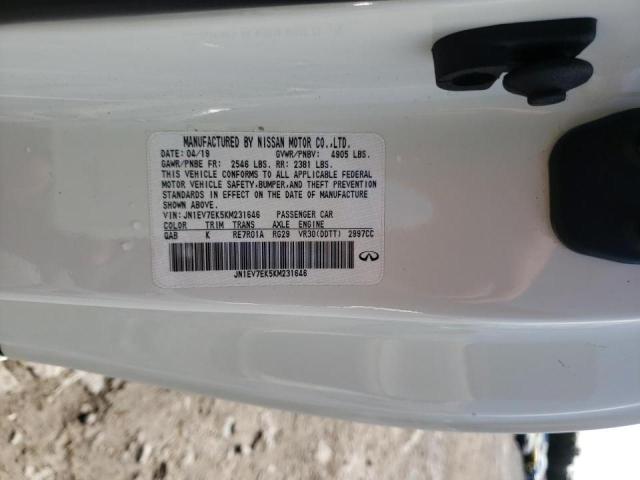 MANUFACTURED BY NISSAN MOTOR CO.,LTD.
DATE: 04/19 GVWR/PNBV: 4905 LBS.
GAWR/PNBE FR: 2546 LBS. RR: 2381 LBS.
THIS VEHICLE CONFORMS TO ALL APPLICABLE FEDERAL
MOTOR VEHICLE SAFETY,BUMPER,AND THEFT PREVENTION
STANDARDS IN EFFECT ON THE DATE OF MANUFACTURE
SHOWN ABOVE.
VIN: JN1EV7EK5KM231646 PASSENGER CAR
COLOR TRIM TRANS AXLE ENGINE
QAB K RE7R01A RG29 VR30(DDTT) 2997CC
JN1EV7EK5KM231646